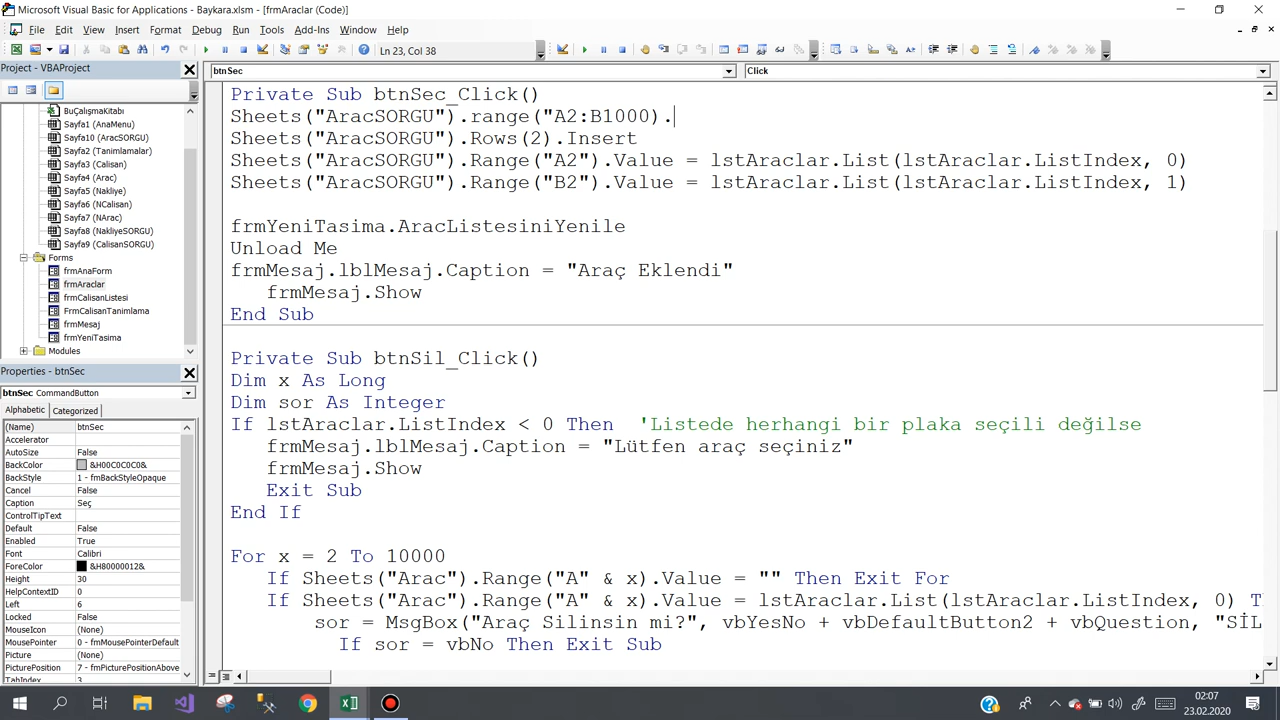 Microsoft Visual Basic for Applications - Baykara.xlsm - [frmAraclar (Code)]
File Edit View Insert Format Debug Run Tools Add-Ins Window Help
Ln 23, Col 38
Project - VBAProject
BuÇalışmaKitabı
Sayfa1 (AnaMenu)
Sayfa10 (AracSORGU)
Sayfa2 (Tanimlamalar)
Sayfa3 (Calisan)
Sayfa4 (Arac)
Sayfa5 (Nakliye)
Sayfa6 (NCalisan)
Sayfa7 (NArac)
Sayfa8 (NakliyeSORGU)
Sayfa9 (CalisanSORGU)
Forms
frmAnaForm
frmAraclar
frmCalisanListesi
FrmCalisanTanimlama
frmMesaj
frmYeniTasima
Modules
Properties - btnSec
btnSec CommandButton
Alphabetic Categorized
(Name) btnSec
Accelerator
AutoSize False
BackColor &H00C0C0C0&
BackStyle 1 - fmBackStyleOpaque
Cancel False
Caption Seç
ControlTipText
Default False
Enabled True
Font Calibri
ForeColor &H80000012&
Height 30
HelpContextID 0
Left 6
Locked False
MouseIcon (None)
MousePointer 0 - fmMousePointerDefault
Picture (None)
PicturePosition 7 - fmPicturePositionAbove
TabIndex 3
btnSec Click
Private Sub btnSec_Click()
Sheets("AracSORGU").range("A2:B1000).
Sheets("AracSORGU").Rows(2).Insert
Sheets("AracSORGU").Range("A2").Value = lstAraclar.List(lstAraclar.ListIndex, 0)
Sheets("AracSORGU").Range("B2").Value = lstAraclar.List(lstAraclar.ListIndex, 1)
frmYeniTasima.AracListesiniYenile
Unload Me
frmMesaj.lblMesaj.Caption = "Araç Eklendi"
frmMesaj.Show
End Sub
Private Sub btnSil_Click()
Dim x As Long
Dim sor As Integer
If lstAraclar.ListIndex < 0 Then 'Listede herhangi bir plaka seçili değilse
frmMesaj.lblMesaj.Caption = "Lütfen araç seçiniz"
frmMesaj.Show
Exit Sub
End If
For x = 2 To 10000
If Sheets("Arac").Range("A" & x).Value = "" Then Exit For
If Sheets("Arac").Range("A" & x).Value = lstAraclar.List(lstAraclar.ListIndex, 0) T
sor = MsgBox("Araç Silinsin mi?", vbYesNo + vbDefaultButton2 + vbQuestion, "SİL
If sor = vbNo Then Exit Sub
02:07
23.02.2020